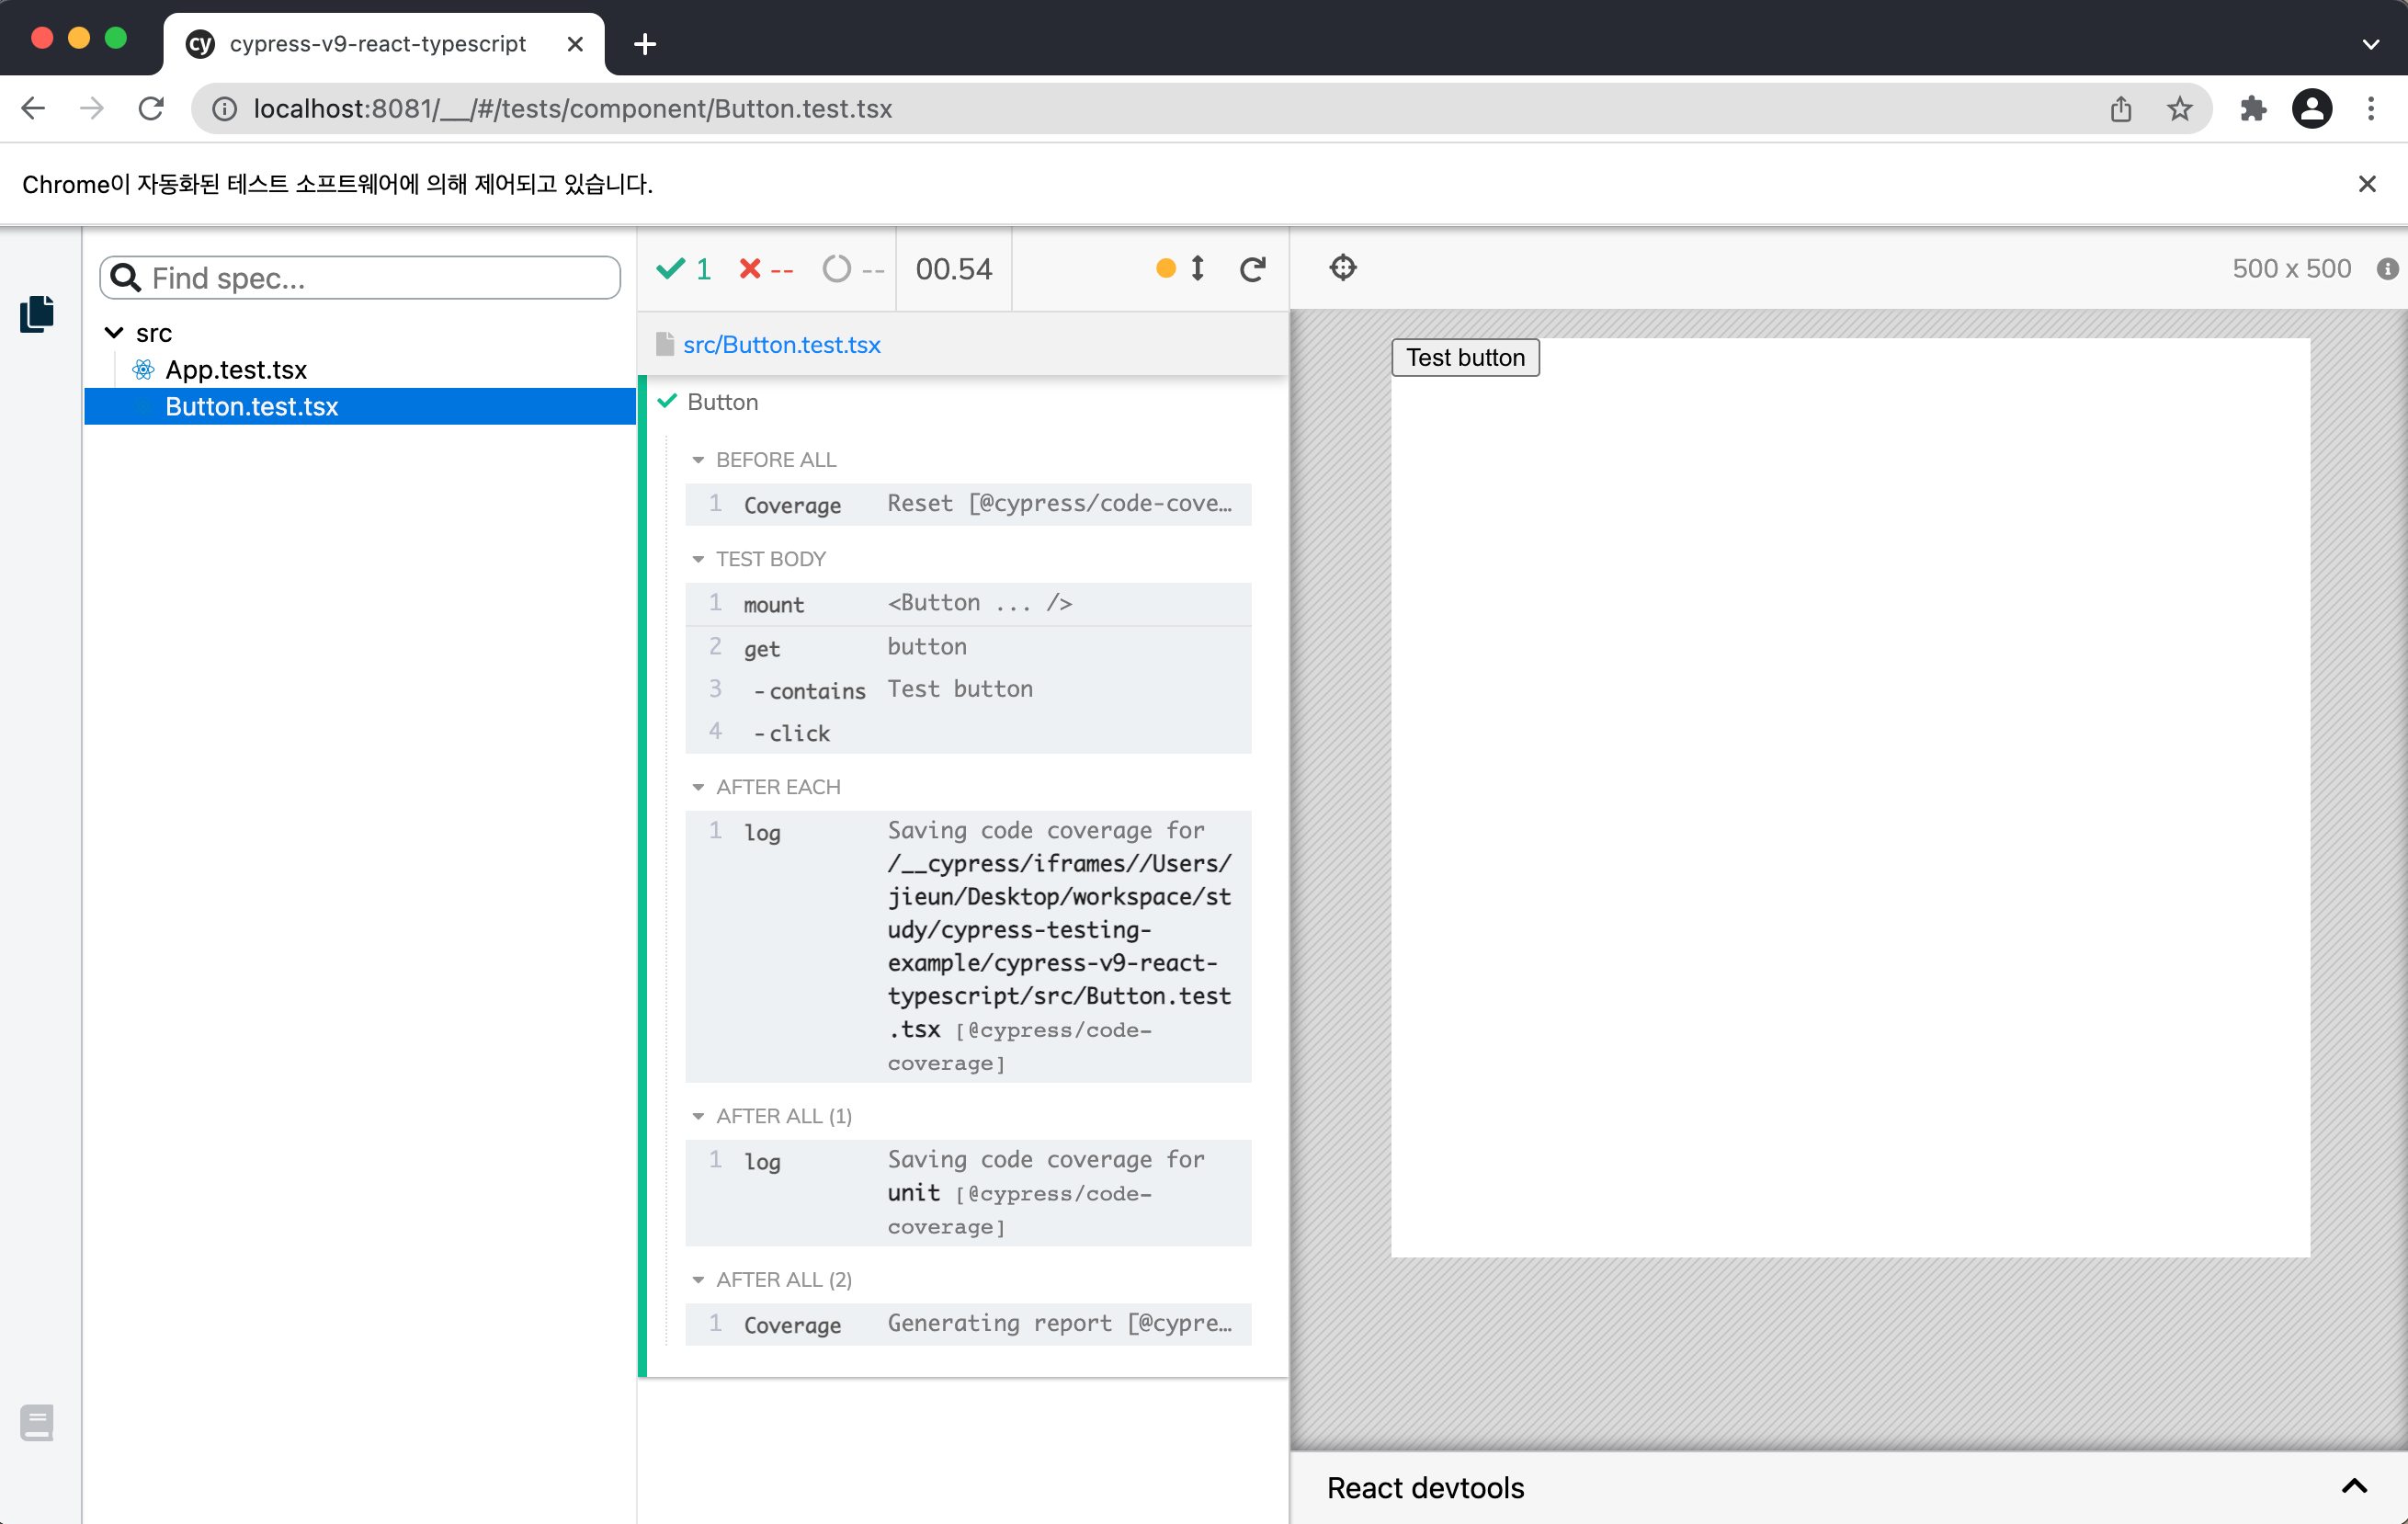 cy cypress-v9-react-typescript
localhost:8081/__/#/tests/component/Button.test.tsx
Chrome이 자동화된 테스트 소프트웨어에 의해 제어되고 있습니다.
Find spec...
src
App.test.tsx
Button.test.tsx
1 -- -- 00.54
src/Button.test.tsx
Button
BEFORE ALL
1 Coverage Reset [@cypress/code-cove…
TEST BODY
1 mount <Button ... />
2 get button
3 -contains Test button
4 -click
AFTER EACH
1 log Saving code coverage for
/__cypress/iframes//Users/
jieun/Desktop/workspace/st
udy/cypress-testing-
example/cypress-v9-react-
typescript/src/Button.test
.tsx [@cypress/code-
coverage]
AFTER ALL (1)
1 log Saving code coverage for
unit [@cypress/code-
coverage]
AFTER ALL (2)
1 Coverage Generating report [@cypre…
500 x 500
Test button
React devtools